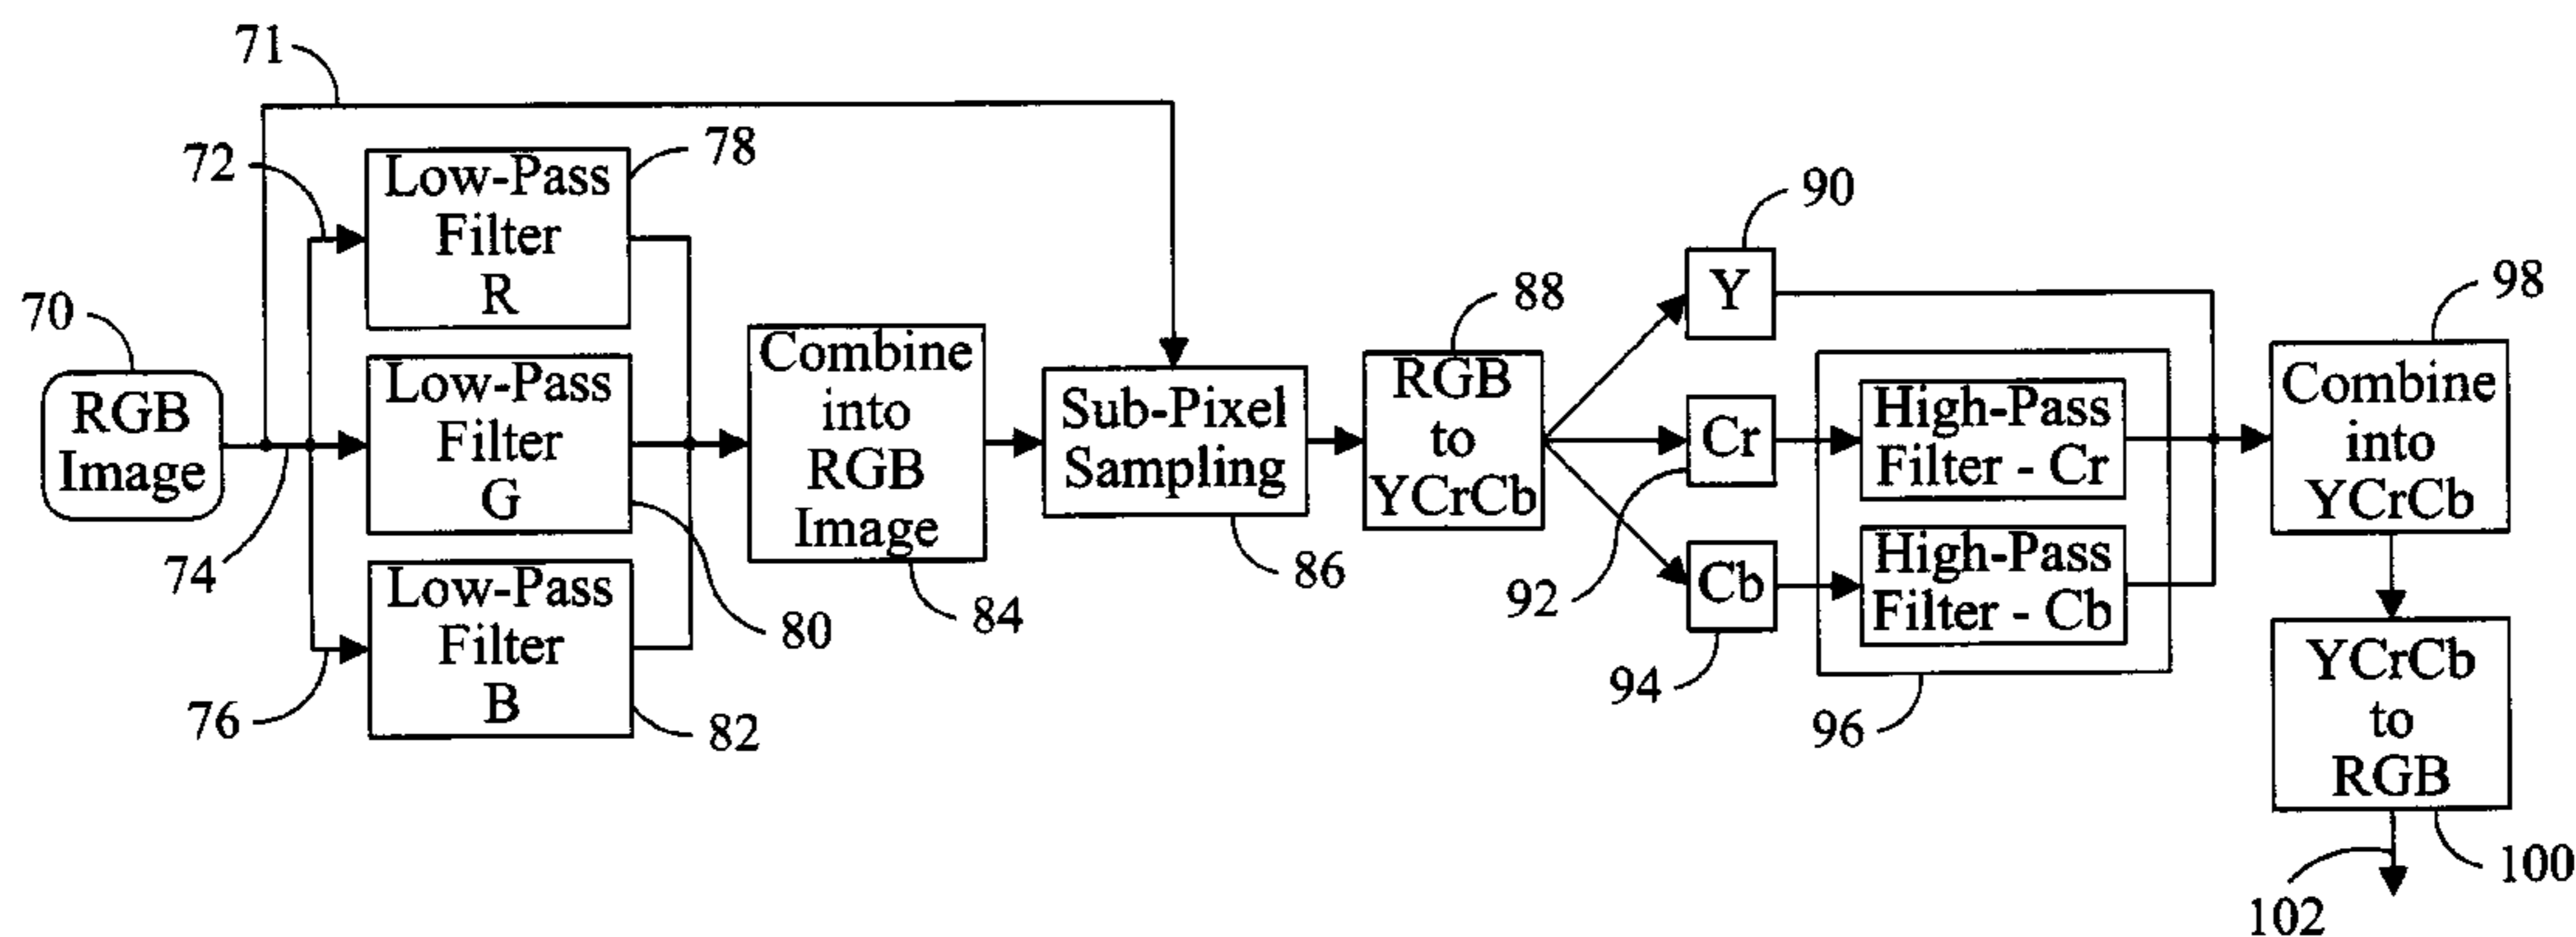 71
72
78
Low-Pass
Filter
R
70
RGB
Image
Low-Pass
Filter
G
74
80
Low-Pass
Filter
B
76
82
Combine
into
RGB
Image
84
Sub-Pixel
Sampling
86
88
RGB
to
YCrCb
90
Y
Cr
92
Cb
94
High-Pass
Filter - Cr
High-Pass
Filter - Cb
96
98
Combine
into
YCrCb
YCrCb
to
RGB
100
102